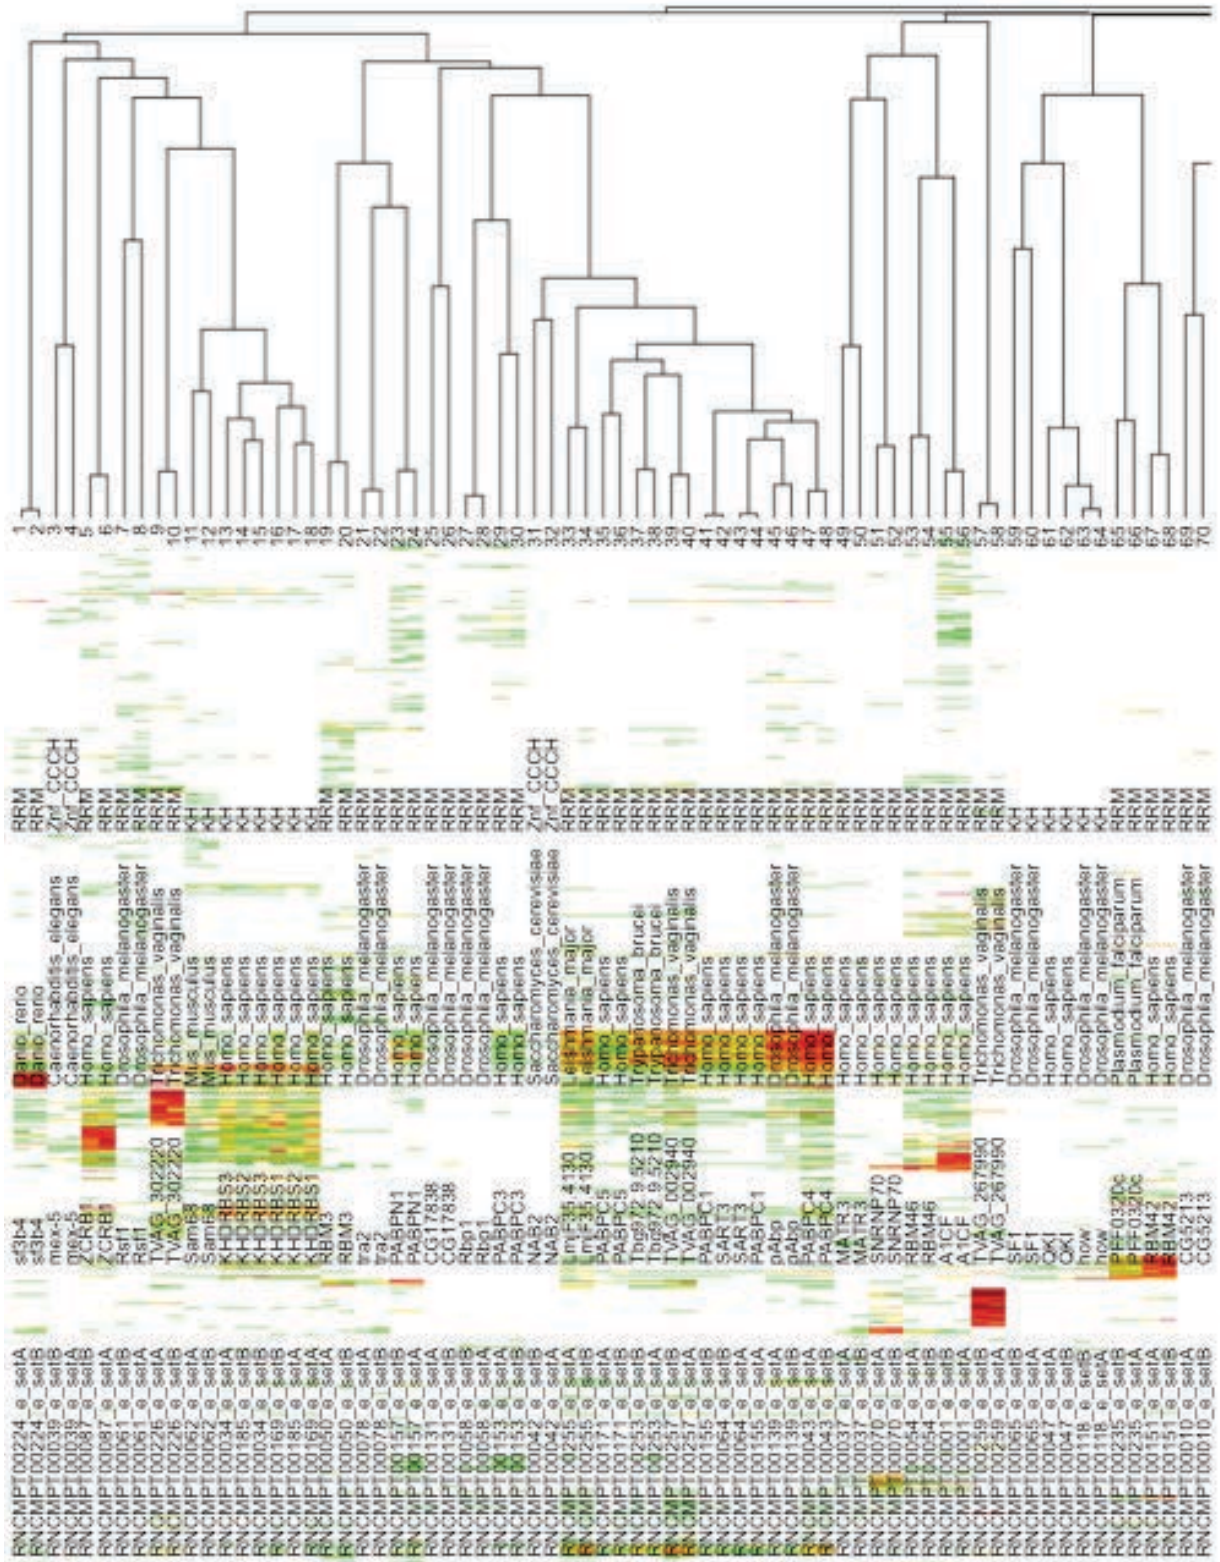 RNCMPT00224_e_setA sf3b4 Danio_rerio RRM 1
RNCMPT00224_e_setB sf3b4 Danio_rerio RRM 2
RNCMPT00039_e_setB mex-5 Caenorhabditis_elegans Znf_CCCH 3
RNCMPT00039_e_setA mex-5 Caenorhabditis_elegans Znf_CCCH 4
RNCMPT00087_e_setB ZCRB1 Homo_sapiens RRM 5
RNCMPT00087_e_setA ZCRB1 Homo_sapiens RRM 6
RNCMPT00061_e_setB Rsf1 Drosophila_melanogaster RRM 7
RNCMPT00061_e_setA Rsf1 Drosophila_melanogaster RRM 8
RNCMPT00226_e_setA TVAG_302220 Trichomonas_vaginalis RRM 9
RNCMPT00226_e_setB TVAG_302220 Trichomonas_vaginalis RRM 10
RNCMPT00062_e_setA Sam68 Mus_musculus KH 11
RNCMPT00062_e_setB Sam68 Mus_musculus KH 12
RNCMPT00034_e_setA KHDRBS3 Homo_sapiens KH 13
RNCMPT00185_e_setB KHDRBS2 Homo_sapiens KH 14
RNCMPT00034_e_setB KHDRBS3 Homo_sapiens KH 15
RNCMPT00169_e_setB KHDRBS1 Homo_sapiens KH 16
RNCMPT00185_e_setA KHDRBS2 Homo_sapiens KH 17
RNCMPT00169_e_setA KHDRBS1 Homo_sapiens KH 18
RNCMPT00050_e_setA RBM3 Homo_sapiens RRM 19
RNCMPT00050_e_setB RBM3 Homo_sapiens RRM 20
RNCMPT00078_e_setA tra2 Drosophila_melanogaster RRM 21
RNCMPT00078_e_setB tra2 Drosophila_melanogaster RRM 22
RNCMPT00157_e_setB PABPN1 Homo_sapiens RRM 23
RNCMPT00157_e_setA PABPN1 Homo_sapiens RRM 24
RNCMPT00131_e_setA CG17838 Drosophila_melanogaster RRM 25
RNCMPT00131_e_setB CG17838 Drosophila_melanogaster RRM 26
RNCMPT00058_e_setB Rbp1 Drosophila_melanogaster RRM 27
RNCMPT00058_e_setA Rbp1 Drosophila_melanogaster RRM 28
RNCMPT00153_e_setA PABPC3 Homo_sapiens RRM 29
RNCMPT00153_e_setB PABPC3 Homo_sapiens RRM 30
RNCMPT00042_e_setB NAB2 Saccharomyces_cerevisiae Znf_CCCH 31
RNCMPT00042_e_setA NAB2 Saccharomyces_cerevisiae Znf_CCCH 32
RNCMPT00255_e_setA LmjF.35.4130 Leishmania_major RRM 33
RNCMPT00255_e_setB LmjF.35.4130 Leishmania_major RRM 34
RNCMPT00171_e_setA PABPC5 Homo_sapiens RRM 35
RNCMPT00171_e_setB PABPC5 Homo_sapiens RRM 36
RNCMPT00253_e_setB Tbg972.9.5210 Trypanosoma_brucei RRM 37
RNCMPT00253_e_setA Tbg972.9.5210 Trypanosoma_brucei RRM 38
RNCMPT00257_e_setB TVAG_002940 Trichomonas_vaginalis RRM 39
RNCMPT00257_e_setA TVAG_002940 Trichomonas_vaginalis RRM 40
RNCMPT00155_e_setB PABPC1 Homo_sapiens RRM 41
RNCMPT00064_e_setB SART3 Homo_sapiens RRM 42
RNCMPT00064_e_setA SART3 Homo_sapiens RRM 43
RNCMPT00155_e_setA PABPC1 Homo_sapiens RRM 44
RNCMPT00139_e_setA pAbp Drosophila_melanogaster RRM 45
RNCMPT00139_e_setB pAbp Drosophila_melanogaster RRM 46
RNCMPT00043_e_setA PABPC4 Homo_sapiens RRM 47
RNCMPT00043_e_setB PABPC4 Homo_sapiens RRM 48
RNCMPT00037_e_setA MATR3 Homo_sapiens RRM 49
RNCMPT00037_e_setB MATR3 Homo_sapiens RRM 50
RNCMPT00070_e_setA SNRNP70 Homo_sapiens RRM 51
RNCMPT00070_e_setB SNRNP70 Homo_sapiens RRM 52
RNCMPT00054_e_setA RBM46 Homo_sapiens RRM 53
RNCMPT00054_e_setB RBM46 Homo_sapiens RRM 54
RNCMPT00001_e_setB A1CF Homo_sapiens RRM 55
RNCMPT00001_e_setA A1CF Homo_sapiens RRM 56
RNCMPT00259_e_setB TVAG_267990 Trichomonas_vaginalis RRM 57
RNCMPT00259_e_setA TVAG_267990 Trichomonas_vaginalis RRM 58
RNCMPT00065_e_setB SF1 Drosophila_melanogaster KH 59
RNCMPT00065_e_setA SF1 Drosophila_melanogaster KH 60
RNCMPT00047_e_setA QKI Homo_sapiens KH 61
RNCMPT00047_e_setB QKI Homo_sapiens KH 62
RNCMPT00118_e_setB how Drosophila_melanogaster KH 63
RNCMPT00118_e_setA how Drosophila_melanogaster KH 64
RNCMPT00235_e_setB PFF0320c Plasmodium_falciparum RRM 65
RNCMPT00235_e_setA PFF0320c Plasmodium_falciparum RRM 66
RNCMPT00151_e_setA RBM42 Homo_sapiens RRM 67
RNCMPT00151_e_setB RBM42 Homo_sapiens RRM 68
RNCMPT00010_e_setA CG5213 Drosophila_melanogaster RRM 69
RNCMPT00010_e_setB CG5213 Drosophila_melanogaster RRM 70